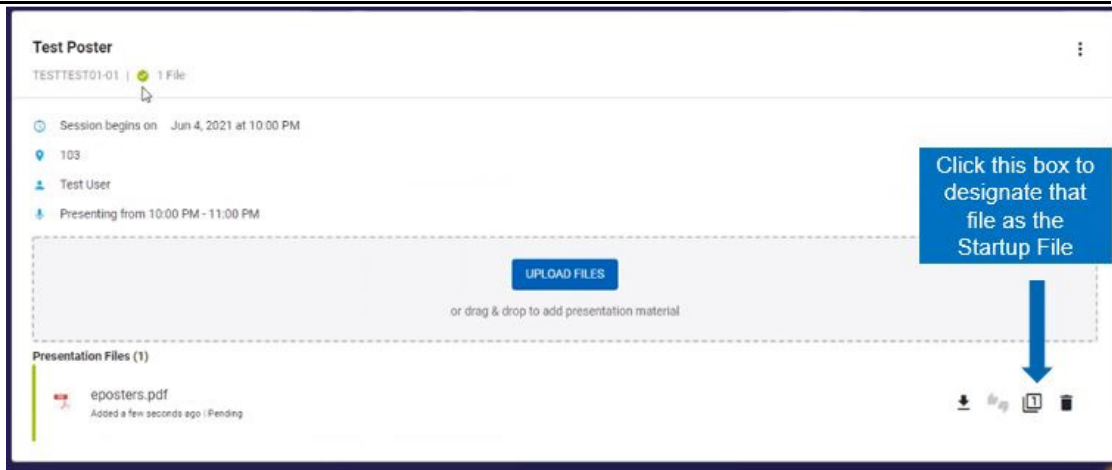 Test Poster
TESTTEST01-01 | 1 File
Session begins on Jun 4, 2021 at 10:00 PM
103
Test User
Presenting from 10:00 PM - 11:00 PM
Click this box to
designate that
file as the
Startup File
UPLOAD FILES
or drag & drop to add presentation material
Presentation Files (1)
eposters.pdf
Added a few seconds ago | Pending
1